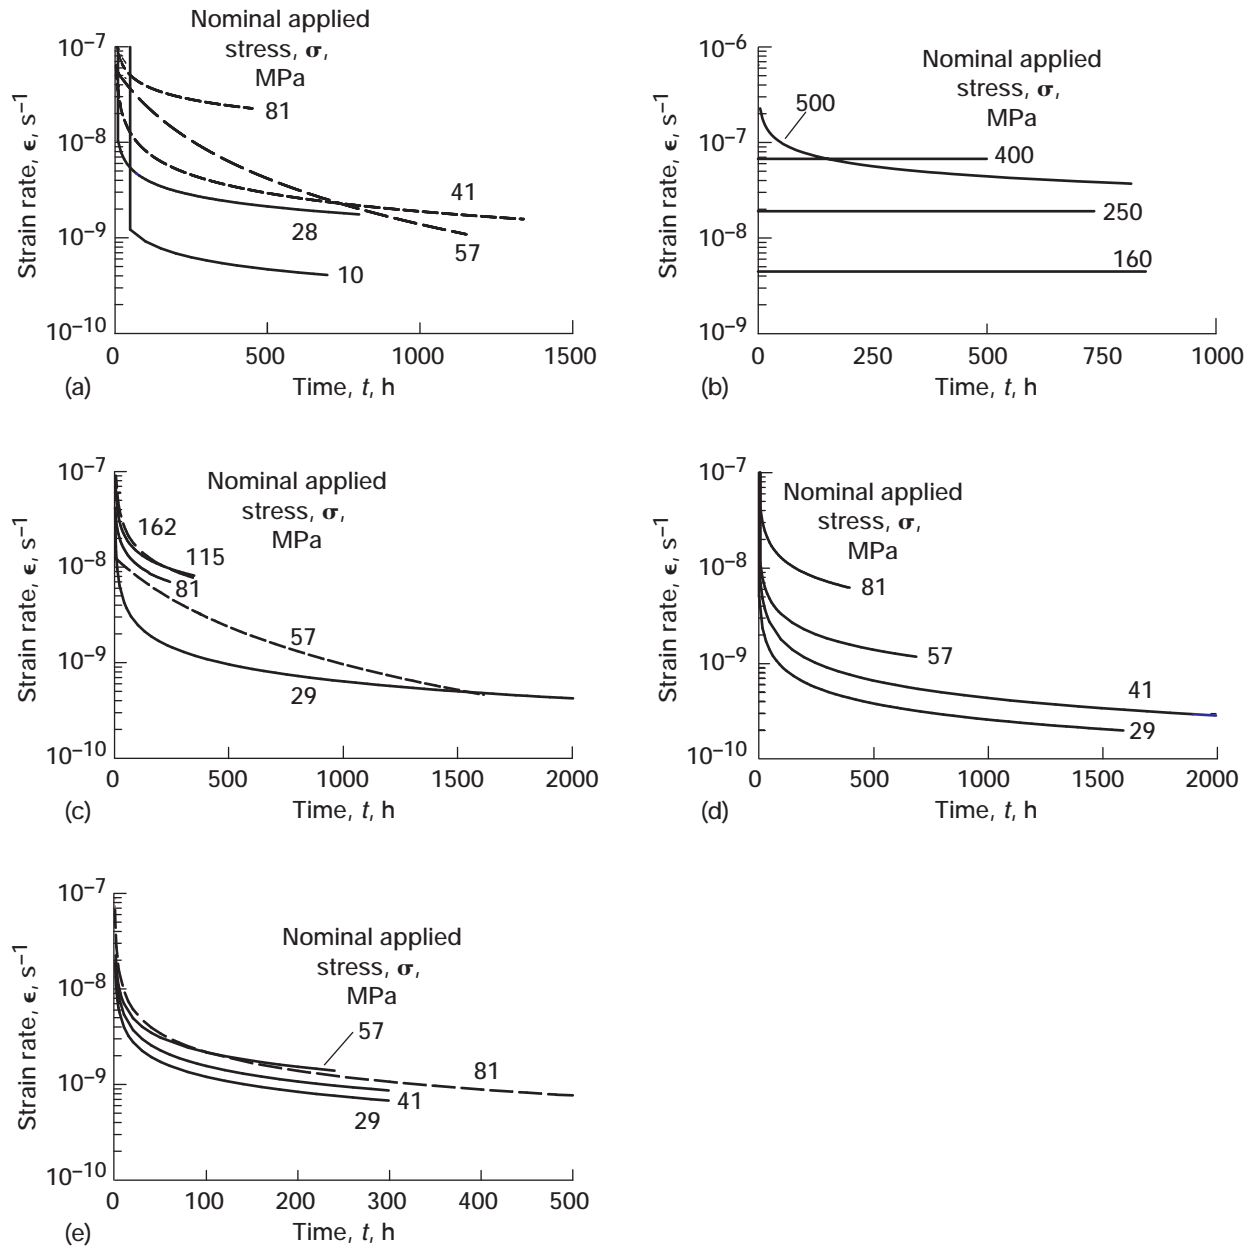 Nominal applied
stress, σ,
MPa
10⁻⁷
10⁻⁸
10⁻⁹
10⁻¹⁰
Strain rate, ϵ, s⁻¹
81
41
28
57
10
0 500 1000 1500
Time, t, h
(a)
Nominal applied
stress, σ,
MPa
10⁻⁶
10⁻⁷
10⁻⁸
10⁻⁹
Strain rate, ϵ, s⁻¹
500
400
250
160
0 250 500 750 1000
Time, t, h
(b)
Nominal applied
stress, σ,
MPa
10⁻⁷
10⁻⁸
10⁻⁹
10⁻¹⁰
Strain rate, ϵ, s⁻¹
162
115
81
57
29
0 500 1000 1500 2000
Time, t, h
(c)
Nominal applied
stress, σ,
MPa
10⁻⁷
10⁻⁸
10⁻⁹
10⁻¹⁰
Strain rate, ϵ, s⁻¹
81
57
41
29
0 500 1000 1500 2000
Time, t, h
(d)
Nominal applied
stress, σ,
MPa
10⁻⁷
10⁻⁸
10⁻⁹
10⁻¹⁰
Strain rate, ϵ, s⁻¹
57
81
41
29
0 100 200 300 400 500
Time, t, h
(e)